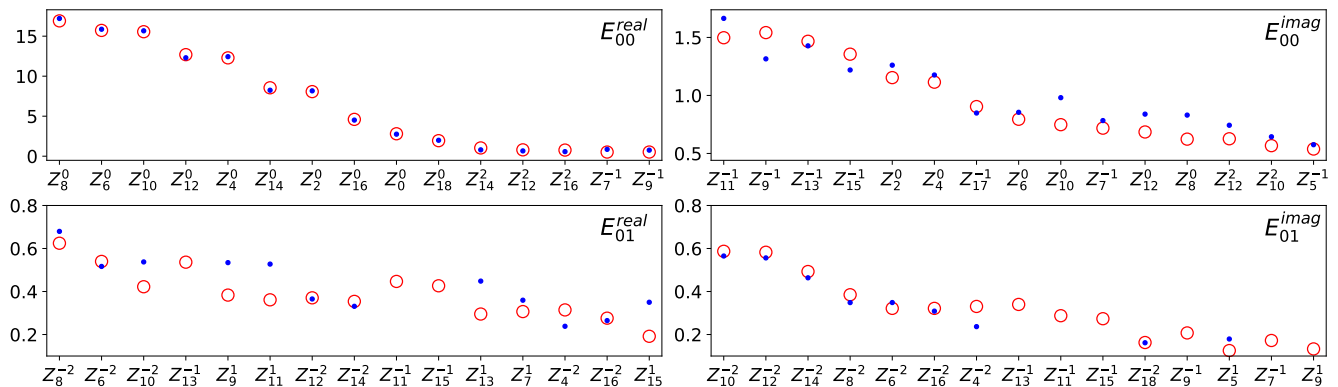 E_{00}^{real}
15
10
5
0
Z_8^0 Z_6^0 Z_{10}^0 Z_{12}^0 Z_4^0 Z_{14}^0 Z_2^0 Z_{16}^0 Z_0^0 Z_{18}^0 Z_{14}^2 Z_{12}^2 Z_{16}^2 Z_7^{-1} Z_9^{-1}
E_{00}^{imag}
1.5
1.0
0.5
Z_{11}^{-1} Z_9^{-1} Z_{13}^{-1} Z_{15}^{-1} Z_2^0 Z_4^0 Z_{17}^{-1} Z_6^0 Z_{10}^0 Z_7^{-1} Z_{12}^0 Z_8^0 Z_{12}^2 Z_{10}^2 Z_5^{-1}
E_{01}^{real}
0.8
0.6
0.4
0.2
Z_8^{-2} Z_6^{-2} Z_{10}^{-2} Z_{13}^{-1} Z_9^1 Z_{11}^1 Z_{12}^{-2} Z_{14}^{-2} Z_{11}^{-1} Z_{15}^{-1} Z_{13}^1 Z_7^1 Z_4^{-2} Z_{16}^{-2} Z_{15}^1
E_{01}^{imag}
0.8
0.6
0.4
0.2
Z_{10}^{-2} Z_{12}^{-2} Z_{14}^{-2} Z_8^{-2} Z_6^{-2} Z_{16}^{-2} Z_4^{-2} Z_{13}^{-1} Z_{11}^{-1} Z_{15}^{-1} Z_{18}^{-2} Z_9^{-1} Z_5^1 Z_7^{-1} Z_9^1